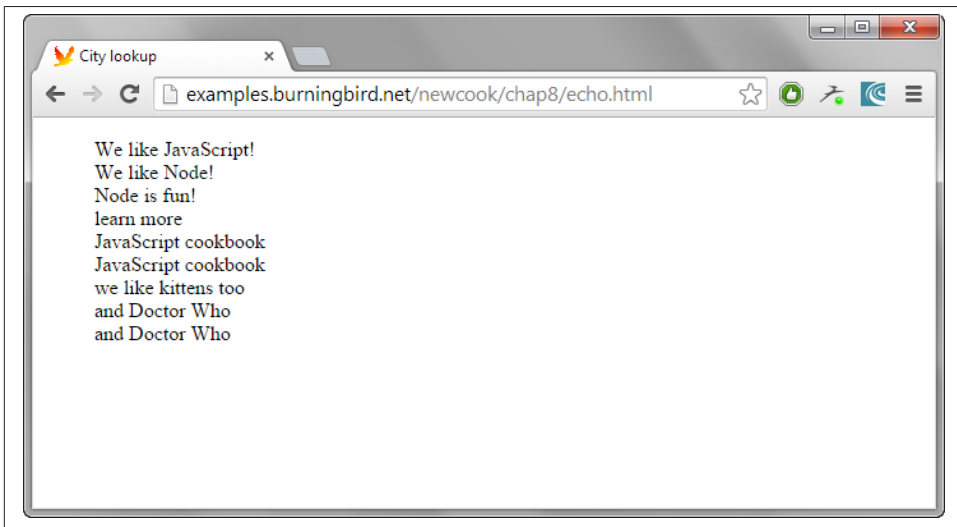 City lookup
examples.burningbird.net/newcook/chap8/echo.html
We like JavaScript!
We like Node!
Node is fun!
learn more
JavaScript cookbook
JavaScript cookbook
we like kittens too
and Doctor Who
and Doctor Who